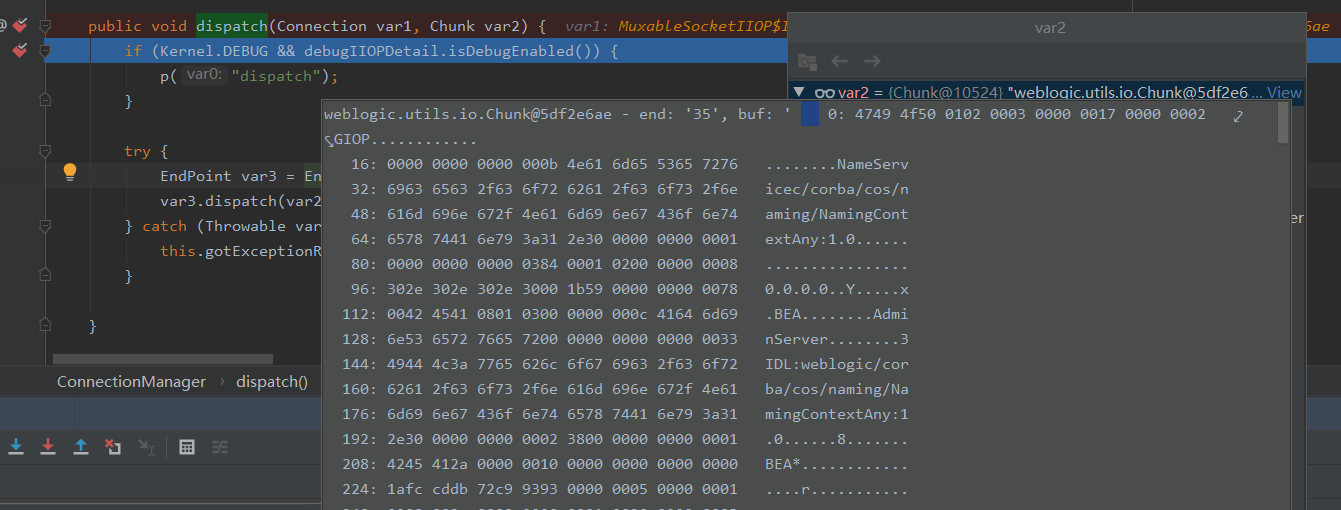 public void dispatch(Connection var1, Chunk var2) { var1: MuxableSocketIIOP$
var2
if (Kernel.DEBUG && debugIIOPDetail.isDebugEnabled()) {
p( var0: "dispatch");
var2 = {Chunk@10524} "weblogic.utils.io.Chunk@5df2e6 ... View
}
weblogic.utils.io.Chunk@5df2e6ae - end: '35', buf: ' 0: 4749 4f50 0102 0003 0000 0017 0000 0002
GIOP............
try {
16: 0000 0000 0000 000b 4e61 6d65 5365 7276 ........NameServ
EndPoint var3 = En
32: 6963 6563 2f63 6f72 6261 2f63 6f73 2f6e icec/corba/cos/n
var3.dispatch(var2
48: 616d 696e 672f 4e61 6d69 6e67 436f 6e74 aming/NamingCont
} catch (Throwable var
64: 6578 7441 6e79 3a31 2e30 0000 0000 0001 extAny:1.0......
this.gotExceptionR
80: 0000 0000 0000 0384 0001 0200 0000 0008 ................
}
96: 302e 302e 302e 3000 1b59 0000 0000 0078 0.0.0.0..Y.....x
112: 0042 4541 0801 0300 0000 000c 4164 6d69 .BEA........Admi
}
128: 6e53 6572 7665 7200 0000 0000 0000 0033 nServer........3
144: 4944 4c3a 7765 626c 6f67 6963 2f63 6f72 IDL:weblogic/cor
ConnectionManager › dispatch()
160: 6261 2f63 6f73 2f6e 616d 696e 672f 4e61 ba/cos/naming/Na
176: 6d69 6e67 436f 6e74 6578 7441 6e79 3a31 mingContextAny:1
192: 2e30 0000 0000 0002 3800 0000 0000 0001 .0......8.......
208: 4245 412a 0000 0010 0000 0000 0000 0000 BEA*............
224: 1afc cddb 72c9 9393 0000 0005 0000 0001 ....r...........